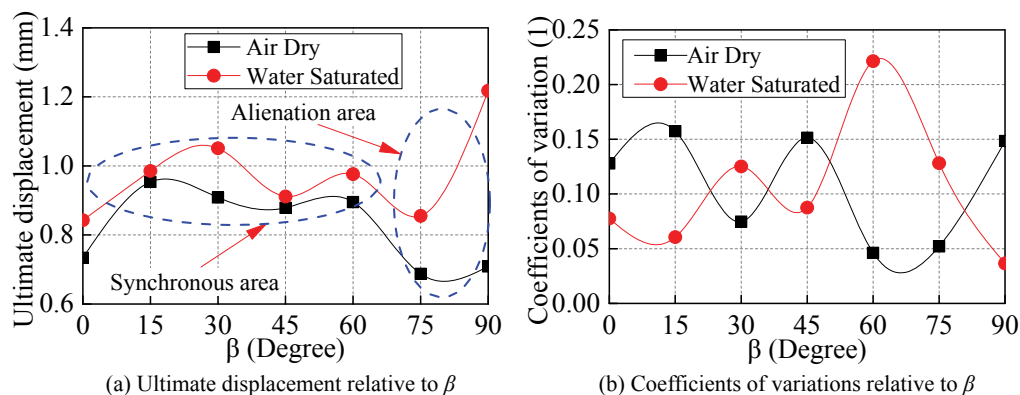 Ultimate displacement (mm)
1.4
1.2
1.0
0.8
0.6
Air Dry
Water Saturated
Alienation area
Synchronous area
0 15 30 45 60 75 90
β (Degree)
(a) Ultimate displacement relative to β
Coefficients of variation (1)
0.25
0.20
0.15
0.10
0.05
0.00
Air Dry
Water Saturated
0 15 30 45 60 75 90
β (Degree)
(b) Coefficients of variations relative to β